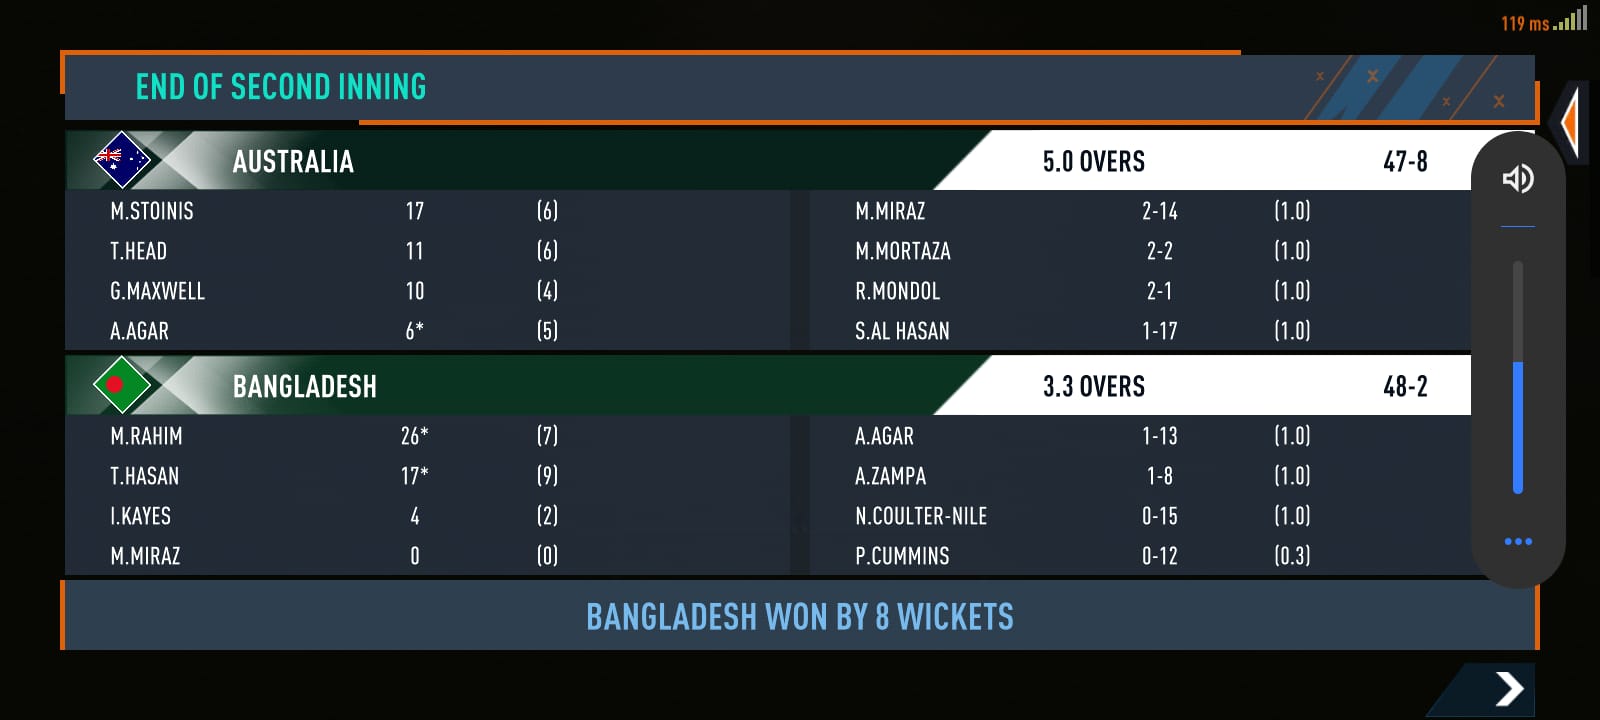 119 ms
END OF SECOND INNING
AUSTRALIA 5.0 OVERS 47-8
M.STOINIS 17 (6) M.MIRAZ 2-14 (1.0)
T.HEAD 11 (6) M.MORTAZA 2-2 (1.0)
G.MAXWELL 10 (4) R.MONDOL 2-1 (1.0)
A.AGAR 6* (5) S.AL HASAN 1-17 (1.0)
BANGLADESH 3.3 OVERS 48-2
M.RAHIM 26* (7) A.AGAR 1-13 (1.0)
T.HASAN 17* (9) A.ZAMPA 1-8 (1.0)
I.KAYES 4 (2) N.COULTER-NILE 0-15 (1.0)
M.MIRAZ 0 (0) P.CUMMINS 0-12 (0.3)
BANGLADESH WON BY 8 WICKETS